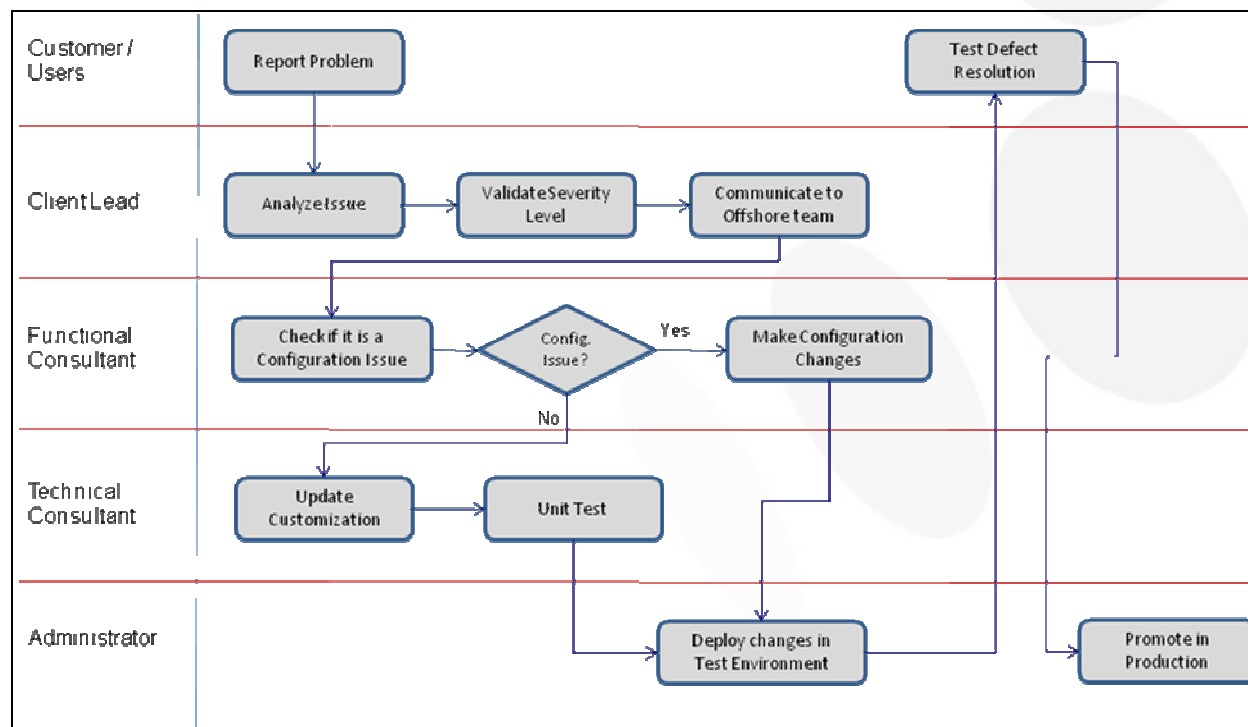 Customer /
Users
Report Problem
Test Defect
Resolution
Client Lead
Analyze Issue
Validate Severity
Level
Communicate to
Offshore team
Functional
Consultant
Check if it is a
Configuration Issue
Config.
Issue?
Yes
Make Configuration
Changes
No
Technical
Consultant
Update
Customization
Unit Test
Administrator
Deploy changes in
Test Environment
Promote in
Production